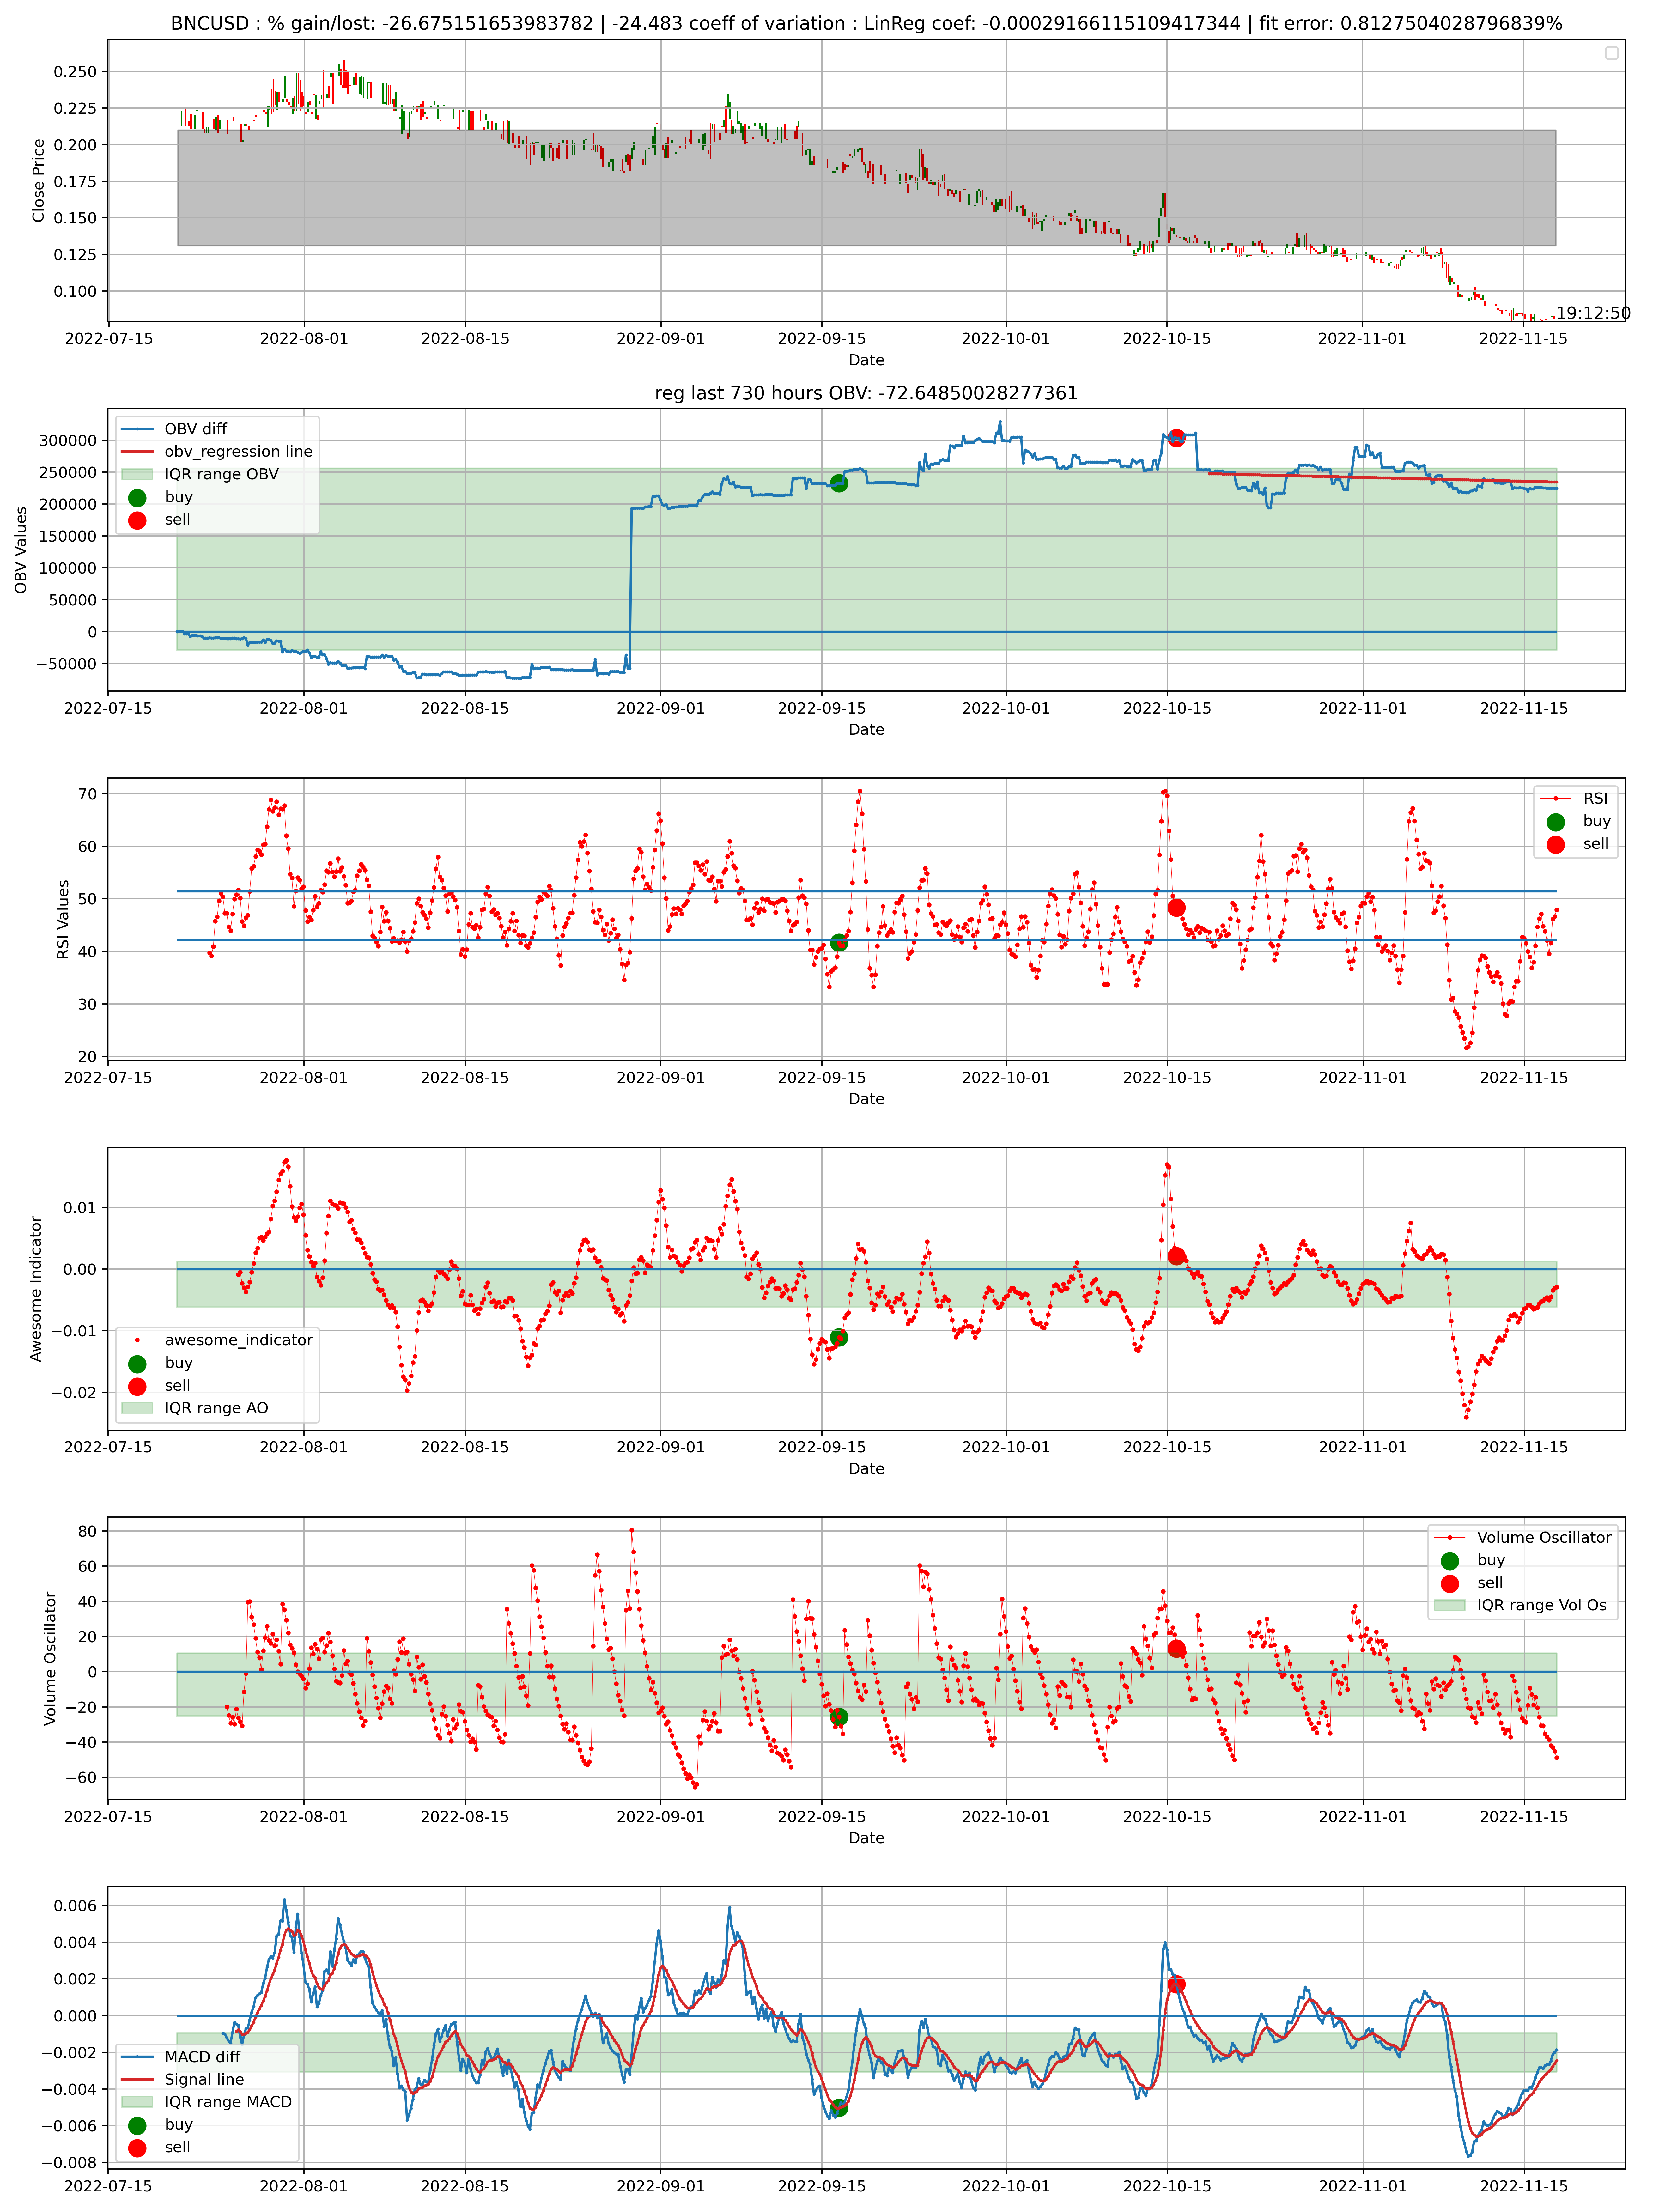 BNCUSD : % gain/lost: -26.675151653983782 | -24.483 coeff of variation : LinReg coef: -0.00029166115109417344 | fit error: 0.8127504028796839%
0.250
0.225
0.200
0.175
0.150
0.125
0.100
Close Price
19:12:50
2022-07-15 2022-08-01 2022-08-15 2022-09-01 2022-09-15 2022-10-01 2022-10-15 2022-11-01 2022-11-15
Date
reg last 730 hours OBV: -72.64850028277361
300000
250000
200000
150000
100000
50000
0
−50000
OBV Values
OBV diff
obv_regression line
IQR range OBV
buy
sell
2022-07-15 2022-08-01 2022-08-15 2022-09-01 2022-09-15 2022-10-01 2022-10-15 2022-11-01 2022-11-15
Date
70
60
50
40
30
20
RSI Values
RSI
buy
sell
2022-07-15 2022-08-01 2022-08-15 2022-09-01 2022-09-15 2022-10-01 2022-10-15 2022-11-01 2022-11-15
Date
0.01
0.00
−0.01
−0.02
Awesome Indicator
awesome_indicator
buy
sell
IQR range AO
2022-07-15 2022-08-01 2022-08-15 2022-09-01 2022-09-15 2022-10-01 2022-10-15 2022-11-01 2022-11-15
Date
80
60
40
20
0
−20
−40
−60
Volume Oscillator
Volume Oscillator
buy
sell
IQR range Vol Os
2022-07-15 2022-08-01 2022-08-15 2022-09-01 2022-09-15 2022-10-01 2022-10-15 2022-11-01 2022-11-15
Date
0.006
0.004
0.002
0.000
−0.002
−0.004
−0.006
−0.008
MACD diff
Signal line
IQR range MACD
buy
sell
2022-07-15 2022-08-01 2022-08-15 2022-09-01 2022-09-15 2022-10-01 2022-10-15 2022-11-01 2022-11-15